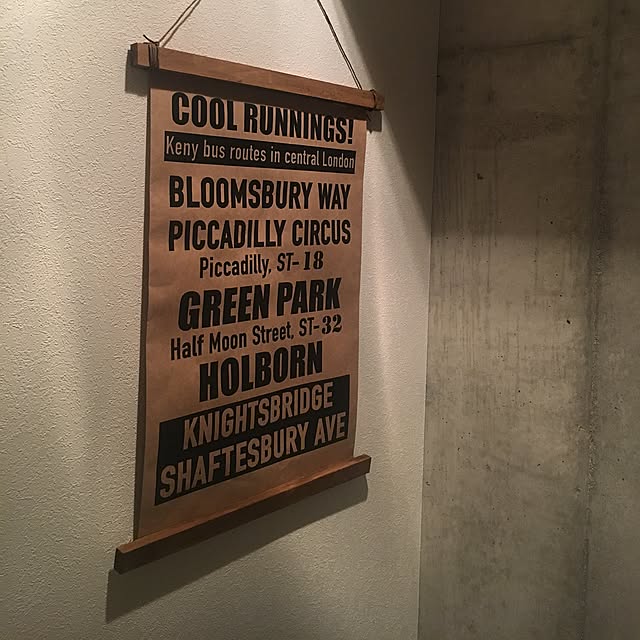 COOL RUNNINGS!
Keny bus routes in central London
BLOOMSBURY WAY
PICCADILLY CIRCUS
Piccadilly, ST-18
GREEN PARK
Half Moon Street, ST-32
HOLBORN
KNIGHTSBRIDGE
SHAFTESBURY AVE